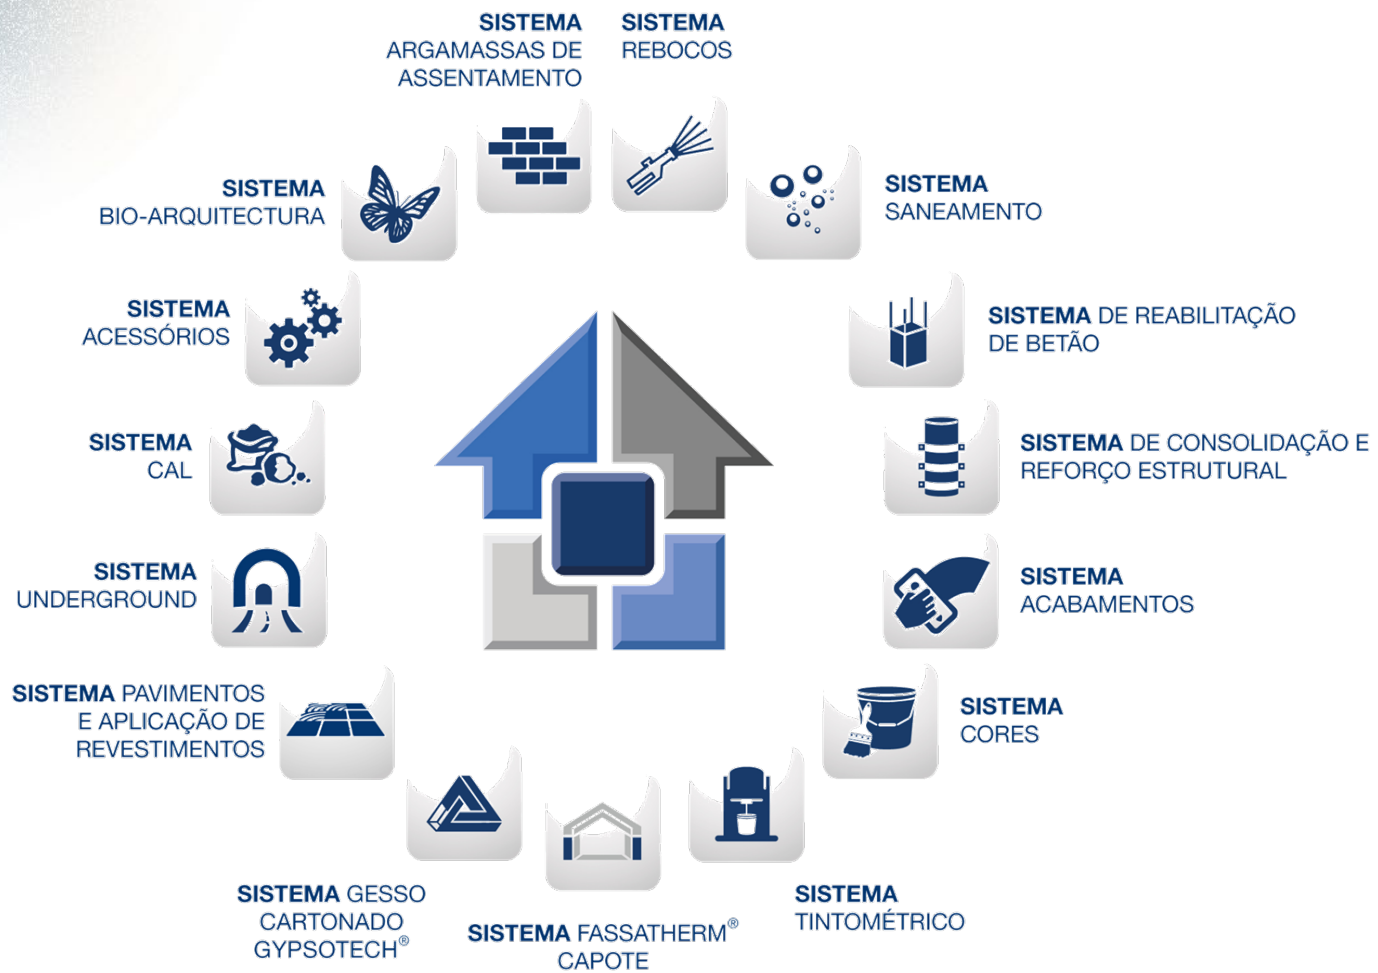 SISTEMA
ARGAMASSAS DE
ASSENTAMENTO
SISTEMA
REBOCOS
SISTEMA
SANEAMENTO
SISTEMA DE REABILITAÇÃO
DE BETÃO
SISTEMA DE CONSOLIDAÇÃO E
REFORÇO ESTRUTURAL
SISTEMA
ACABAMENTOS
SISTEMA
CORES
SISTEMA
TINTOMÉTRICO
SISTEMA FASSATHERM®
CAPOTE
SISTEMA GESSO
CARTONADO
GYPSOTECH®
SISTEMA PAVIMENTOS
E APLICAÇÃO DE
REVESTIMENTOS
SISTEMA
UNDERGROUND
SISTEMA
CAL
SISTEMA
ACESSÓRIOS
SISTEMA
BIO-ARQUITECTURA